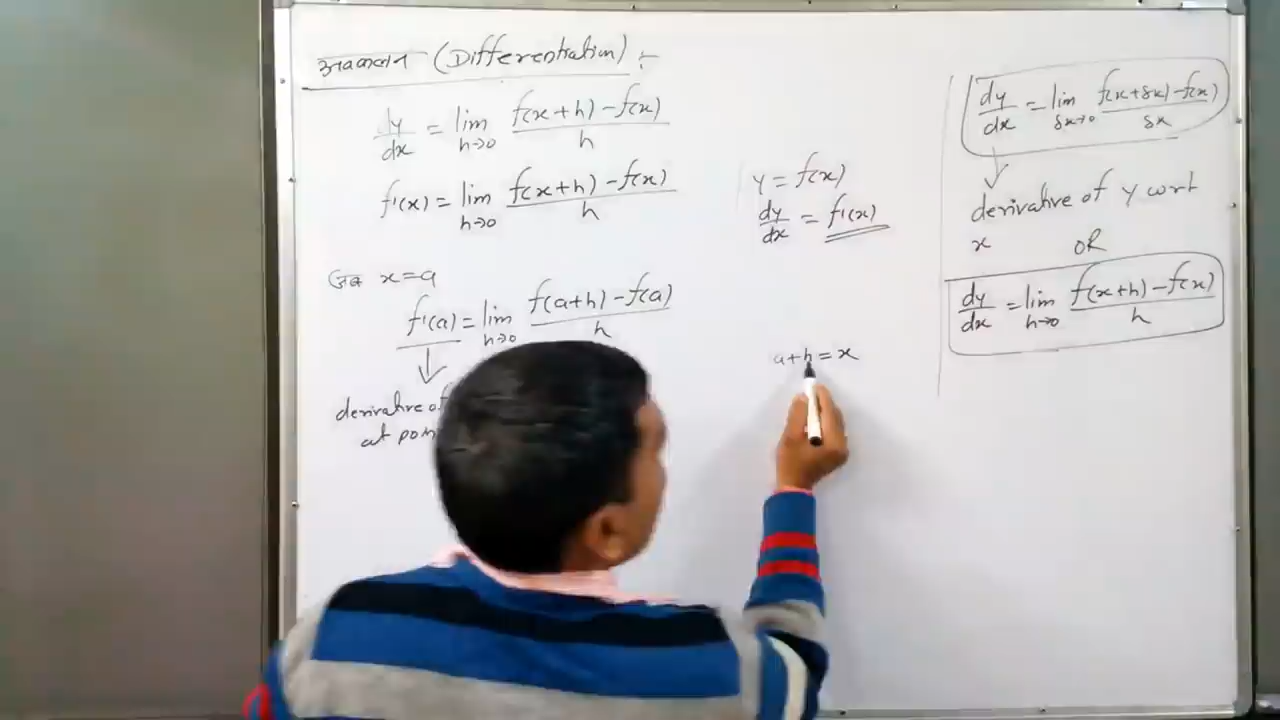 अवकलन (Differentiation) :-
dy/dx = lim h→0 f(x+h)-f(x)/h
f'(x) = lim h→0 f(x+h)-f(x)/h
जब x=a
f'(a) = lim h→0 f(a+h)-f(a)/h
derivative of
at
y = f(x)
dy/dx = f'(x)
a+h=x
dy/dx = lim δx→0 f(x+δx)-f(x)/δx
derivative of y wrt
x OR
dy/dx = lim h→0 f(x+h)-f(x)/h